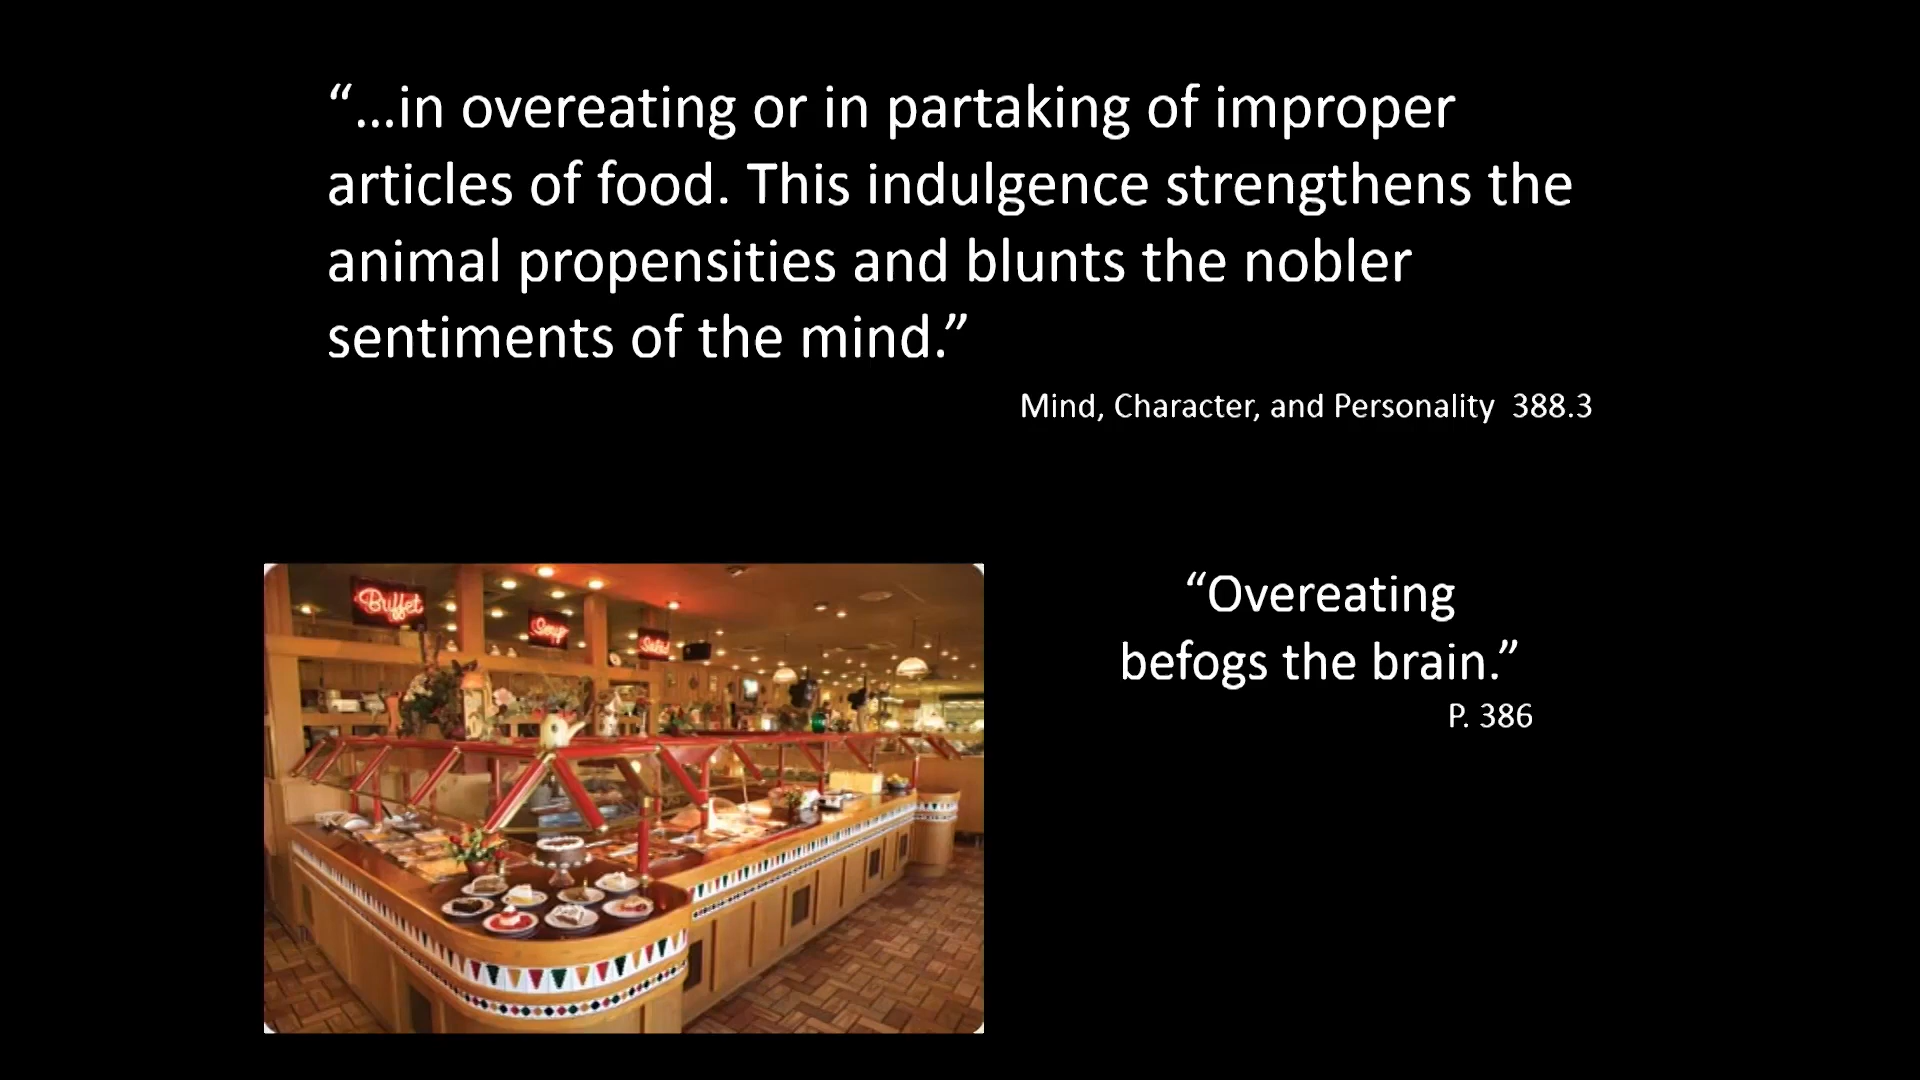 “…in overeating or in partaking of improper
articles of food. This indulgence strengthens the
animal propensities and blunts the nobler
sentiments of the mind.”
Mind, Character, and Personality 388.3
Buffet
Soup
Salad
“Overeating
befogs the brain.”
P. 386